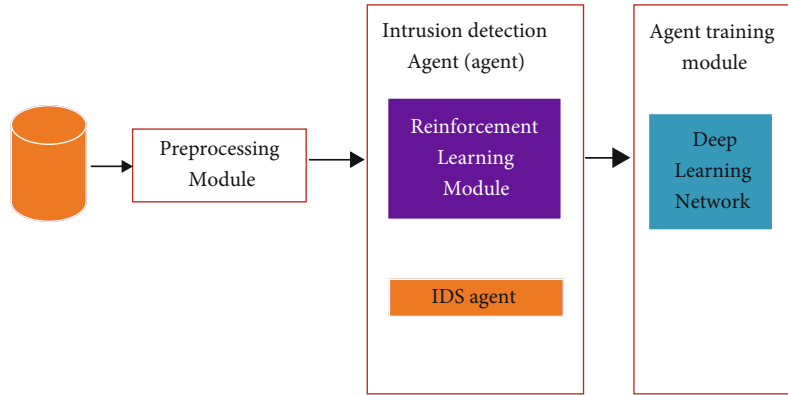 Preprocessing
Module
Intrusion detection
Agent (agent)
Reinforcement
Learning
Module
IDS agent
Agent training
module
Deep
Learning
Network